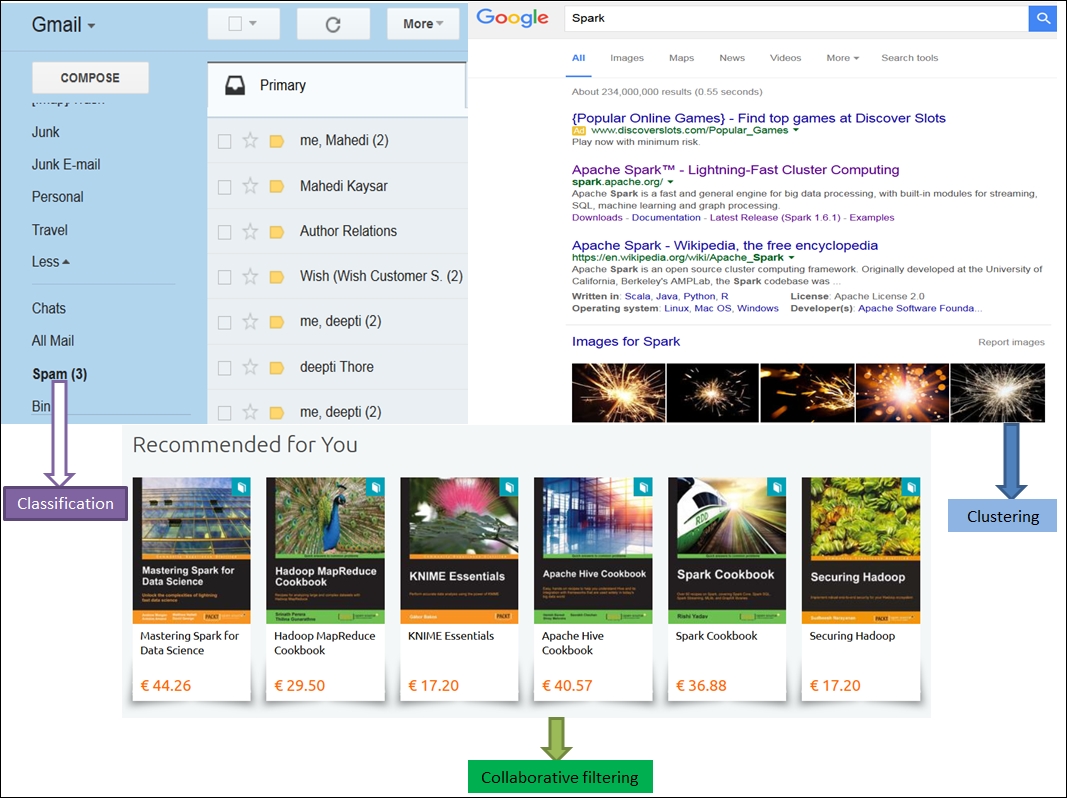 Gmail
More
COMPOSE
Primary
Junk
Junk E-mail
Personal
Travel
Less
Chats
All Mail
Spam (3)
Bin
me, Mahedi (2)
Mahedi Kaysar
Author Relations
Wish (Wish Customer S. (2)
me, deepti (2)
deepti Thore
me, deepti (2)
Google
Spark
All Images Maps News Videos More Search tools
About 234,000,000 results (0.55 seconds)
{Popular Online Games} - Find top games at Discover Slots
Ad www.discoverslots.com/Popular_Games
Play now with minimum risk.
Apache Spark™ - Lightning-Fast Cluster Computing
spark.apache.org/
Apache Spark is a fast and general engine for big data processing, with built-in modules for streaming,
SQL, machine learning and graph processing.
Downloads - Documentation - Latest Release (Spark 1.6.1) - Examples
Apache Spark - Wikipedia, the free encyclopedia
https://en.wikipedia.org/wiki/Apache_Spark
Apache Spark is an open source cluster computing framework. Originally developed at the University of
California, Berkeley's AMPLab, the Spark codebase was ...
Written in: Scala, Java, Python, R License: Apache License 2.0
Operating system: Linux, Mac OS, Windows Developer(s): Apache Software Founda...
Images for Spark
Report images
Classification
Clustering
Recommended for You
Mastering Spark for
Data Science
Hadoop MapReduce
Cookbook
KNIME Essentials
Apache Hive Cookbook
Spark Cookbook
Securing Hadoop
Mastering Spark for
Data Science
€ 44.26
Hadoop MapReduce
Cookbook
€ 29.50
KNIME Essentials
€ 17.20
Apache Hive
Cookbook
€ 40.57
Spark Cookbook
€ 36.88
Securing Hadoop
€ 17.20
Collaborative filtering